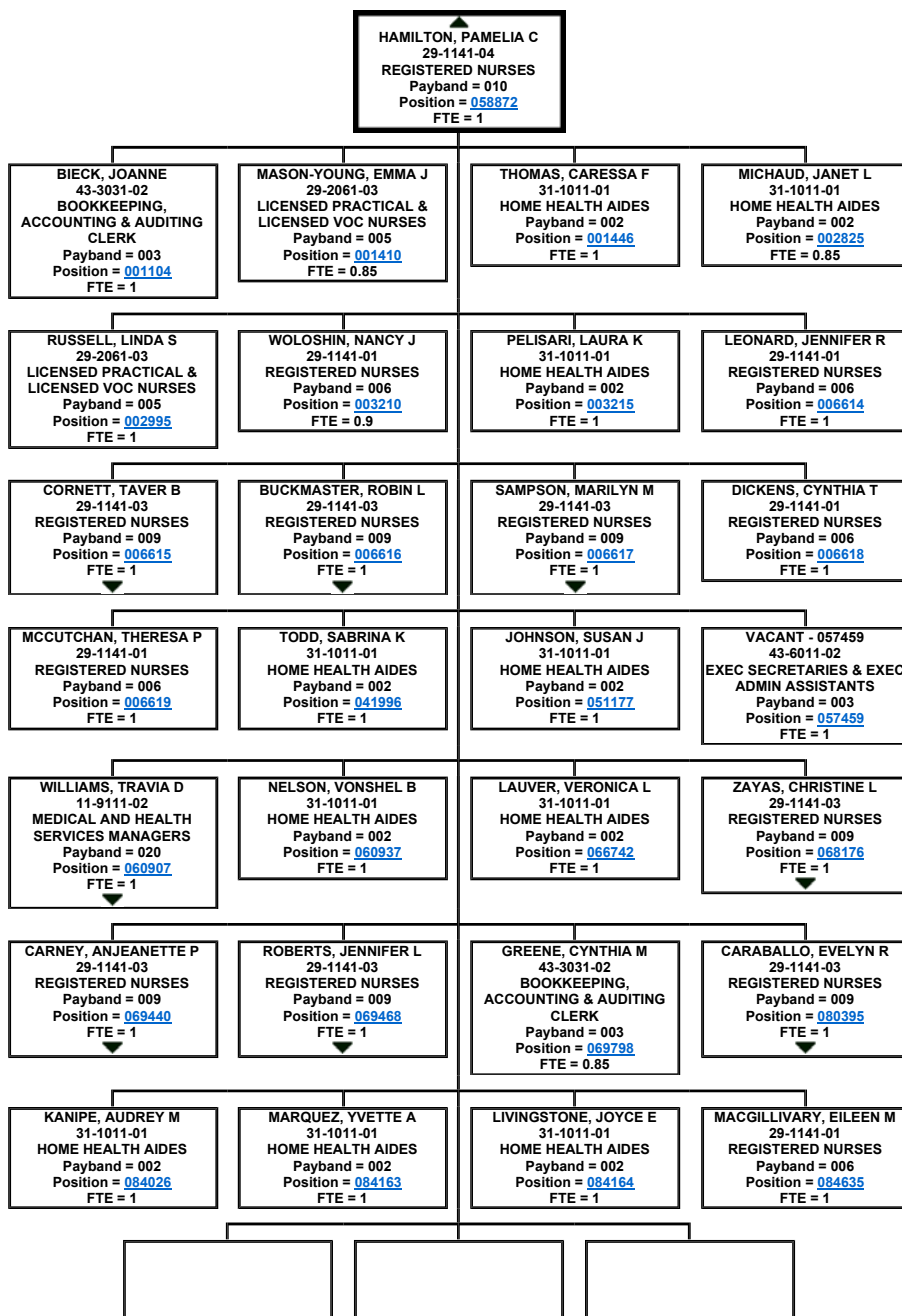 HAMILTON, PAMELIA C
29-1141-04
REGISTERED NURSES
Payband = 010
Position = 058872
FTE = 1
BIECK, JOANNE
43-3031-02
BOOKKEEPING,
ACCOUNTING & AUDITING
CLERK
Payband = 003
Position = 001104
FTE = 1
MASON-YOUNG, EMMA J
29-2061-03
LICENSED PRACTICAL &
LICENSED VOC NURSES
Payband = 005
Position = 001410
FTE = 0.85
THOMAS, CARESSA F
31-1011-01
HOME HEALTH AIDES
Payband = 002
Position = 001446
FTE = 1
MICHAUD, JANET L
31-1011-01
HOME HEALTH AIDES
Payband = 002
Position = 002825
FTE = 0.85
RUSSELL, LINDA S
29-2061-03
LICENSED PRACTICAL &
LICENSED VOC NURSES
Payband = 005
Position = 002995
FTE = 1
WOLOSHIN, NANCY J
29-1141-01
REGISTERED NURSES
Payband = 006
Position = 003210
FTE = 0.9
PELISARI, LAURA K
31-1011-01
HOME HEALTH AIDES
Payband = 002
Position = 003215
FTE = 1
LEONARD, JENNIFER R
29-1141-01
REGISTERED NURSES
Payband = 006
Position = 006614
FTE = 1
CORNETT, TAVER B
29-1141-03
REGISTERED NURSES
Payband = 009
Position = 006615
FTE = 1
BUCKMASTER, ROBIN L
29-1141-03
REGISTERED NURSES
Payband = 009
Position = 006616
FTE = 1
SAMPSON, MARILYN M
29-1141-03
REGISTERED NURSES
Payband = 009
Position = 006617
FTE = 1
DICKENS, CYNTHIA T
29-1141-01
REGISTERED NURSES
Payband = 006
Position = 006618
FTE = 1
MCCUTCHAN, THERESA P
29-1141-01
REGISTERED NURSES
Payband = 006
Position = 006619
FTE = 1
TODD, SABRINA K
31-1011-01
HOME HEALTH AIDES
Payband = 002
Position = 041996
FTE = 1
JOHNSON, SUSAN J
31-1011-01
HOME HEALTH AIDES
Payband = 002
Position = 051177
FTE = 1
VACANT - 057459
43-6011-02
EXEC SECRETARIES & EXEC
ADMIN ASSISTANTS
Payband = 003
Position = 057459
FTE = 1
WILLIAMS, TRAVIA D
11-9111-02
MEDICAL AND HEALTH
SERVICES MANAGERS
Payband = 020
Position = 060907
FTE = 1
NELSON, VONSHEL B
31-1011-01
HOME HEALTH AIDES
Payband = 002
Position = 060937
FTE = 1
LAUVER, VERONICA L
31-1011-01
HOME HEALTH AIDES
Payband = 002
Position = 066742
FTE = 1
ZAYAS, CHRISTINE L
29-1141-03
REGISTERED NURSES
Payband = 009
Position = 068176
FTE = 1
CARNEY, ANJEANETTE P
29-1141-03
REGISTERED NURSES
Payband = 009
Position = 069440
FTE = 1
ROBERTS, JENNIFER L
29-1141-03
REGISTERED NURSES
Payband = 009
Position = 069468
FTE = 1
GREENE, CYNTHIA M
43-3031-02
BOOKKEEPING,
ACCOUNTING & AUDITING
CLERK
Payband = 003
Position = 069798
FTE = 0.85
CARABALLO, EVELYN R
29-1141-03
REGISTERED NURSES
Payband = 009
Position = 080395
FTE = 1
KANIPE, AUDREY M
31-1011-01
HOME HEALTH AIDES
Payband = 002
Position = 084026
FTE = 1
MARQUEZ, YVETTE A
31-1011-01
HOME HEALTH AIDES
Payband = 002
Position = 084163
FTE = 1
LIVINGSTONE, JOYCE E
31-1011-01
HOME HEALTH AIDES
Payband = 002
Position = 084164
FTE = 1
MACGILLIVARY, EILEEN M
29-1141-01
REGISTERED NURSES
Payband = 006
Position = 084635
FTE = 1